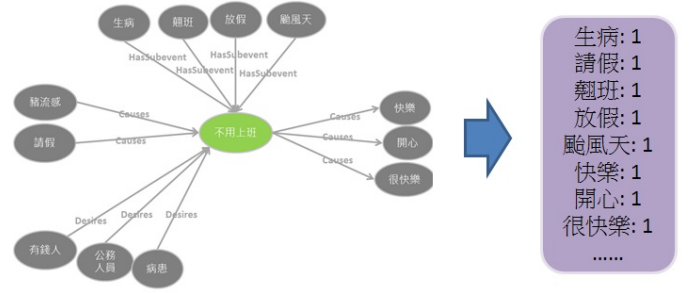 生病
翹班
放假
颱風天
HasSubevent
HasSubevent
HasSubevent
HasSubevent
豬流感
請假
Causes
Causes
不用上班
Causes
Causes
Causes
快樂
開心
很快樂
Desires
Desires
Desires
有錢人
公務
人員
病患
生病: 1
請假: 1
翹班: 1
放假: 1
颱風天: 1
快樂: 1
開心: 1
很快樂: 1
......